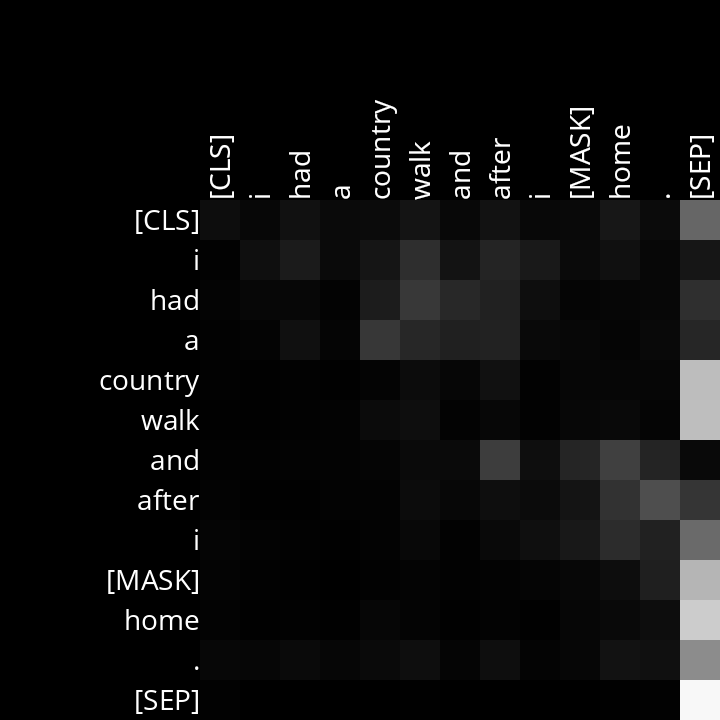 [CLS] i had a country walk and after i [MASK] home . [SEP]
[CLS]
i
had
a
country
walk
and
after
i
[MASK]
home
.
[SEP]